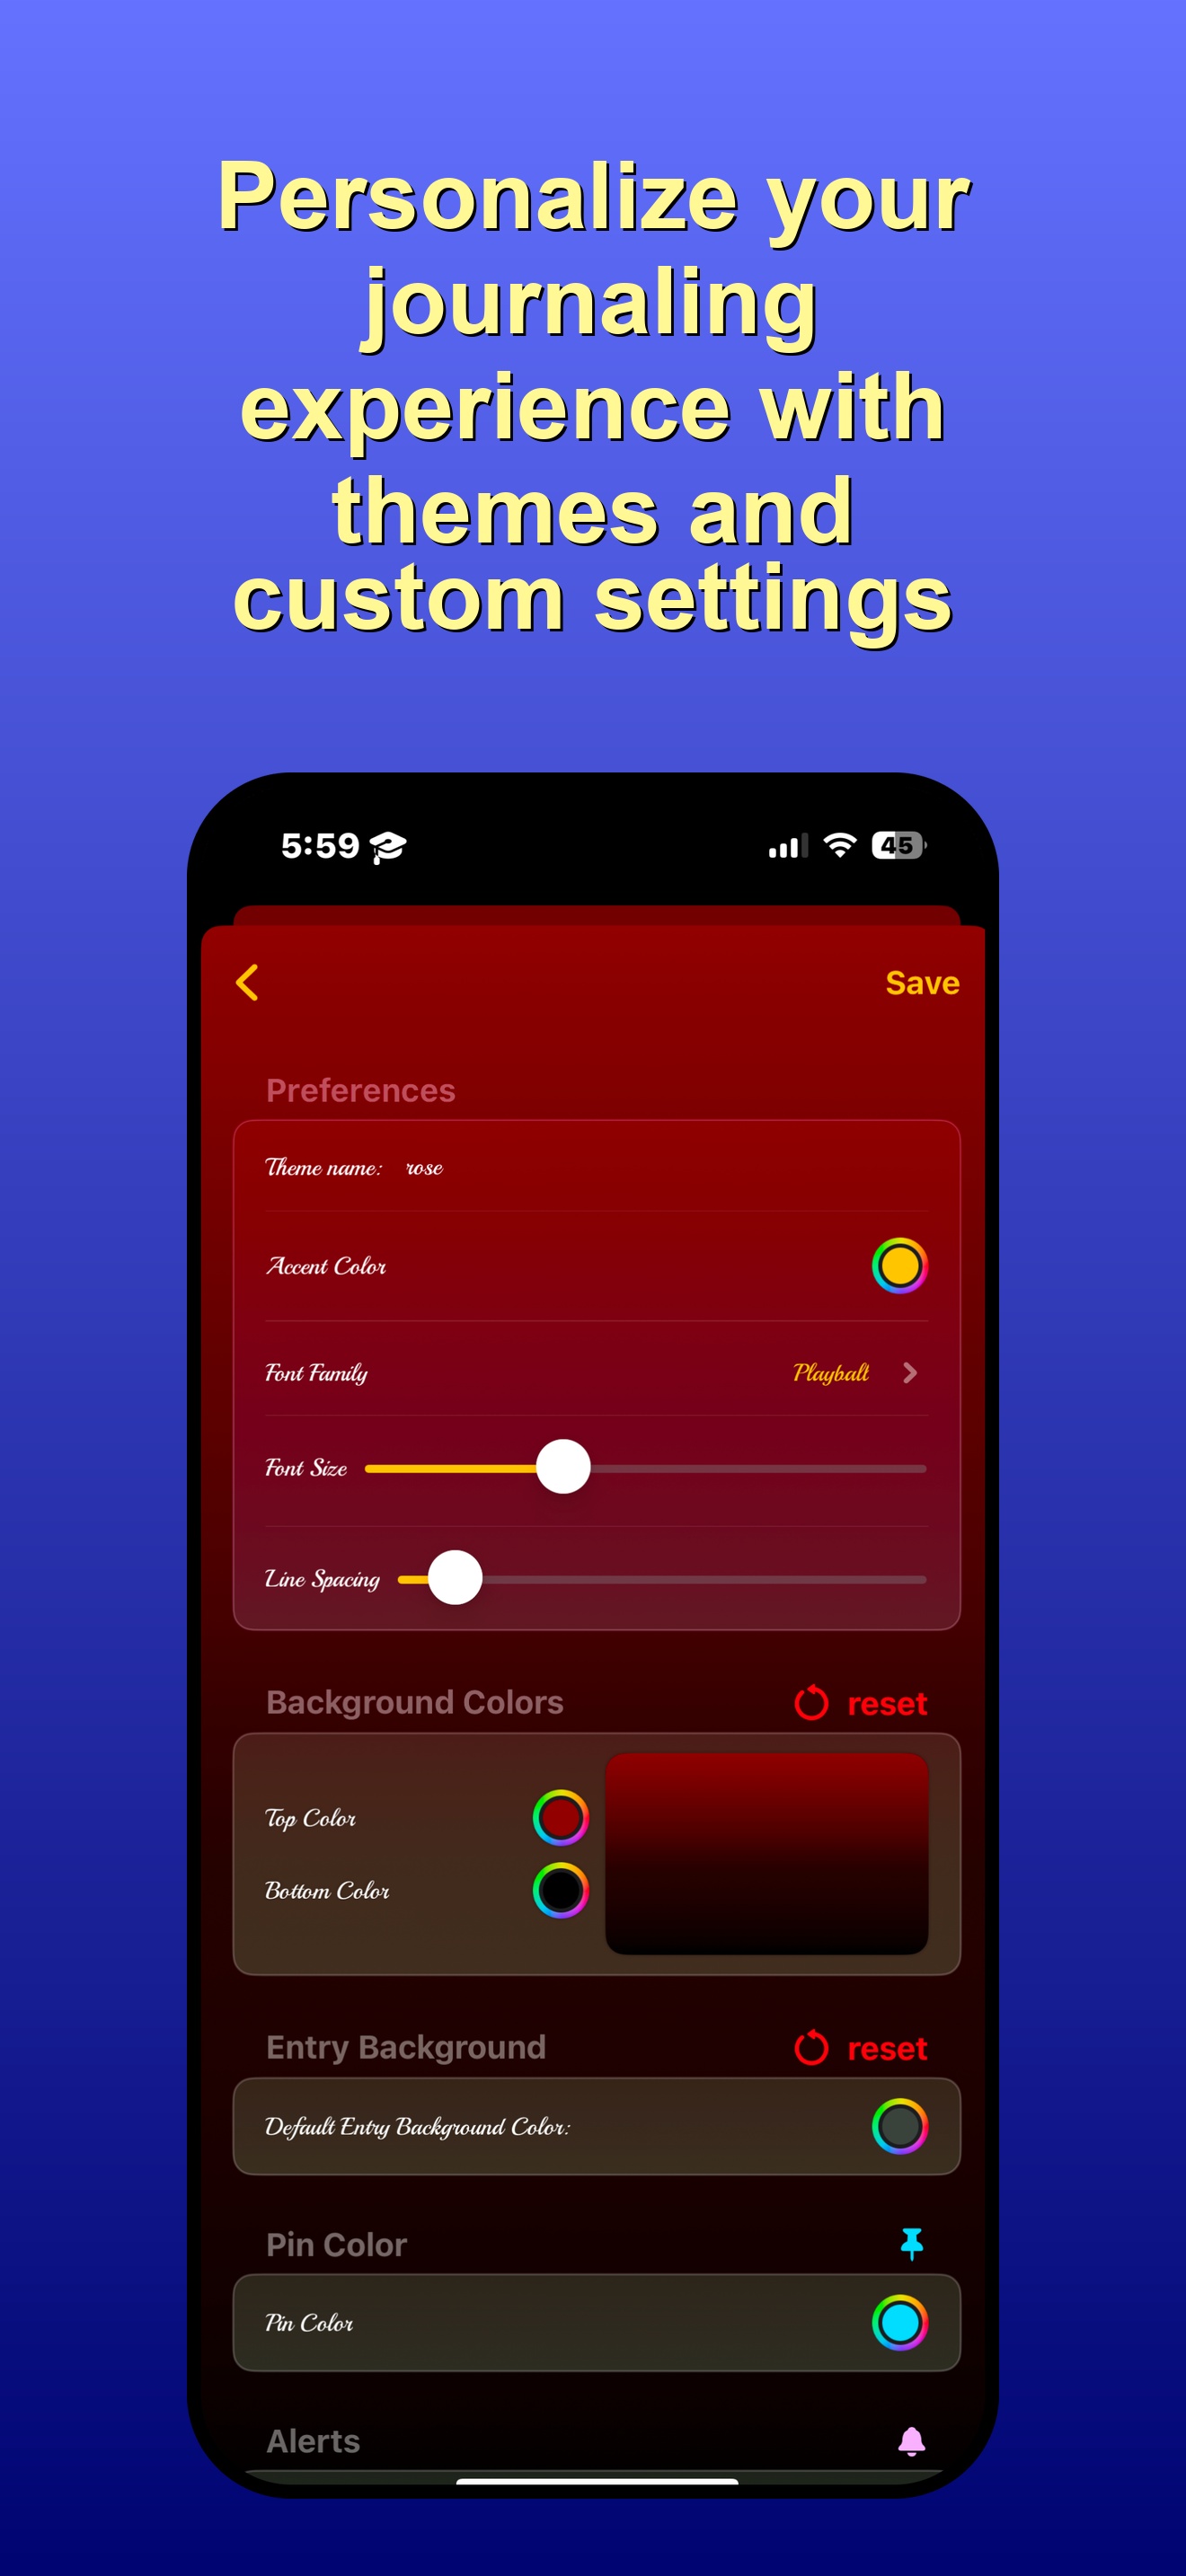 Personalize your
journaling
experience with
themes and
custom settings
5:59
45
Save
Preferences
Theme name: rose
Accent Color
Font Family Playball
Font Size
Line Spacing
Background Colors reset
Top Color
Bottom Color
Entry Background reset
Default Entry Background Color:
Pin Color
Pin Color
Alerts